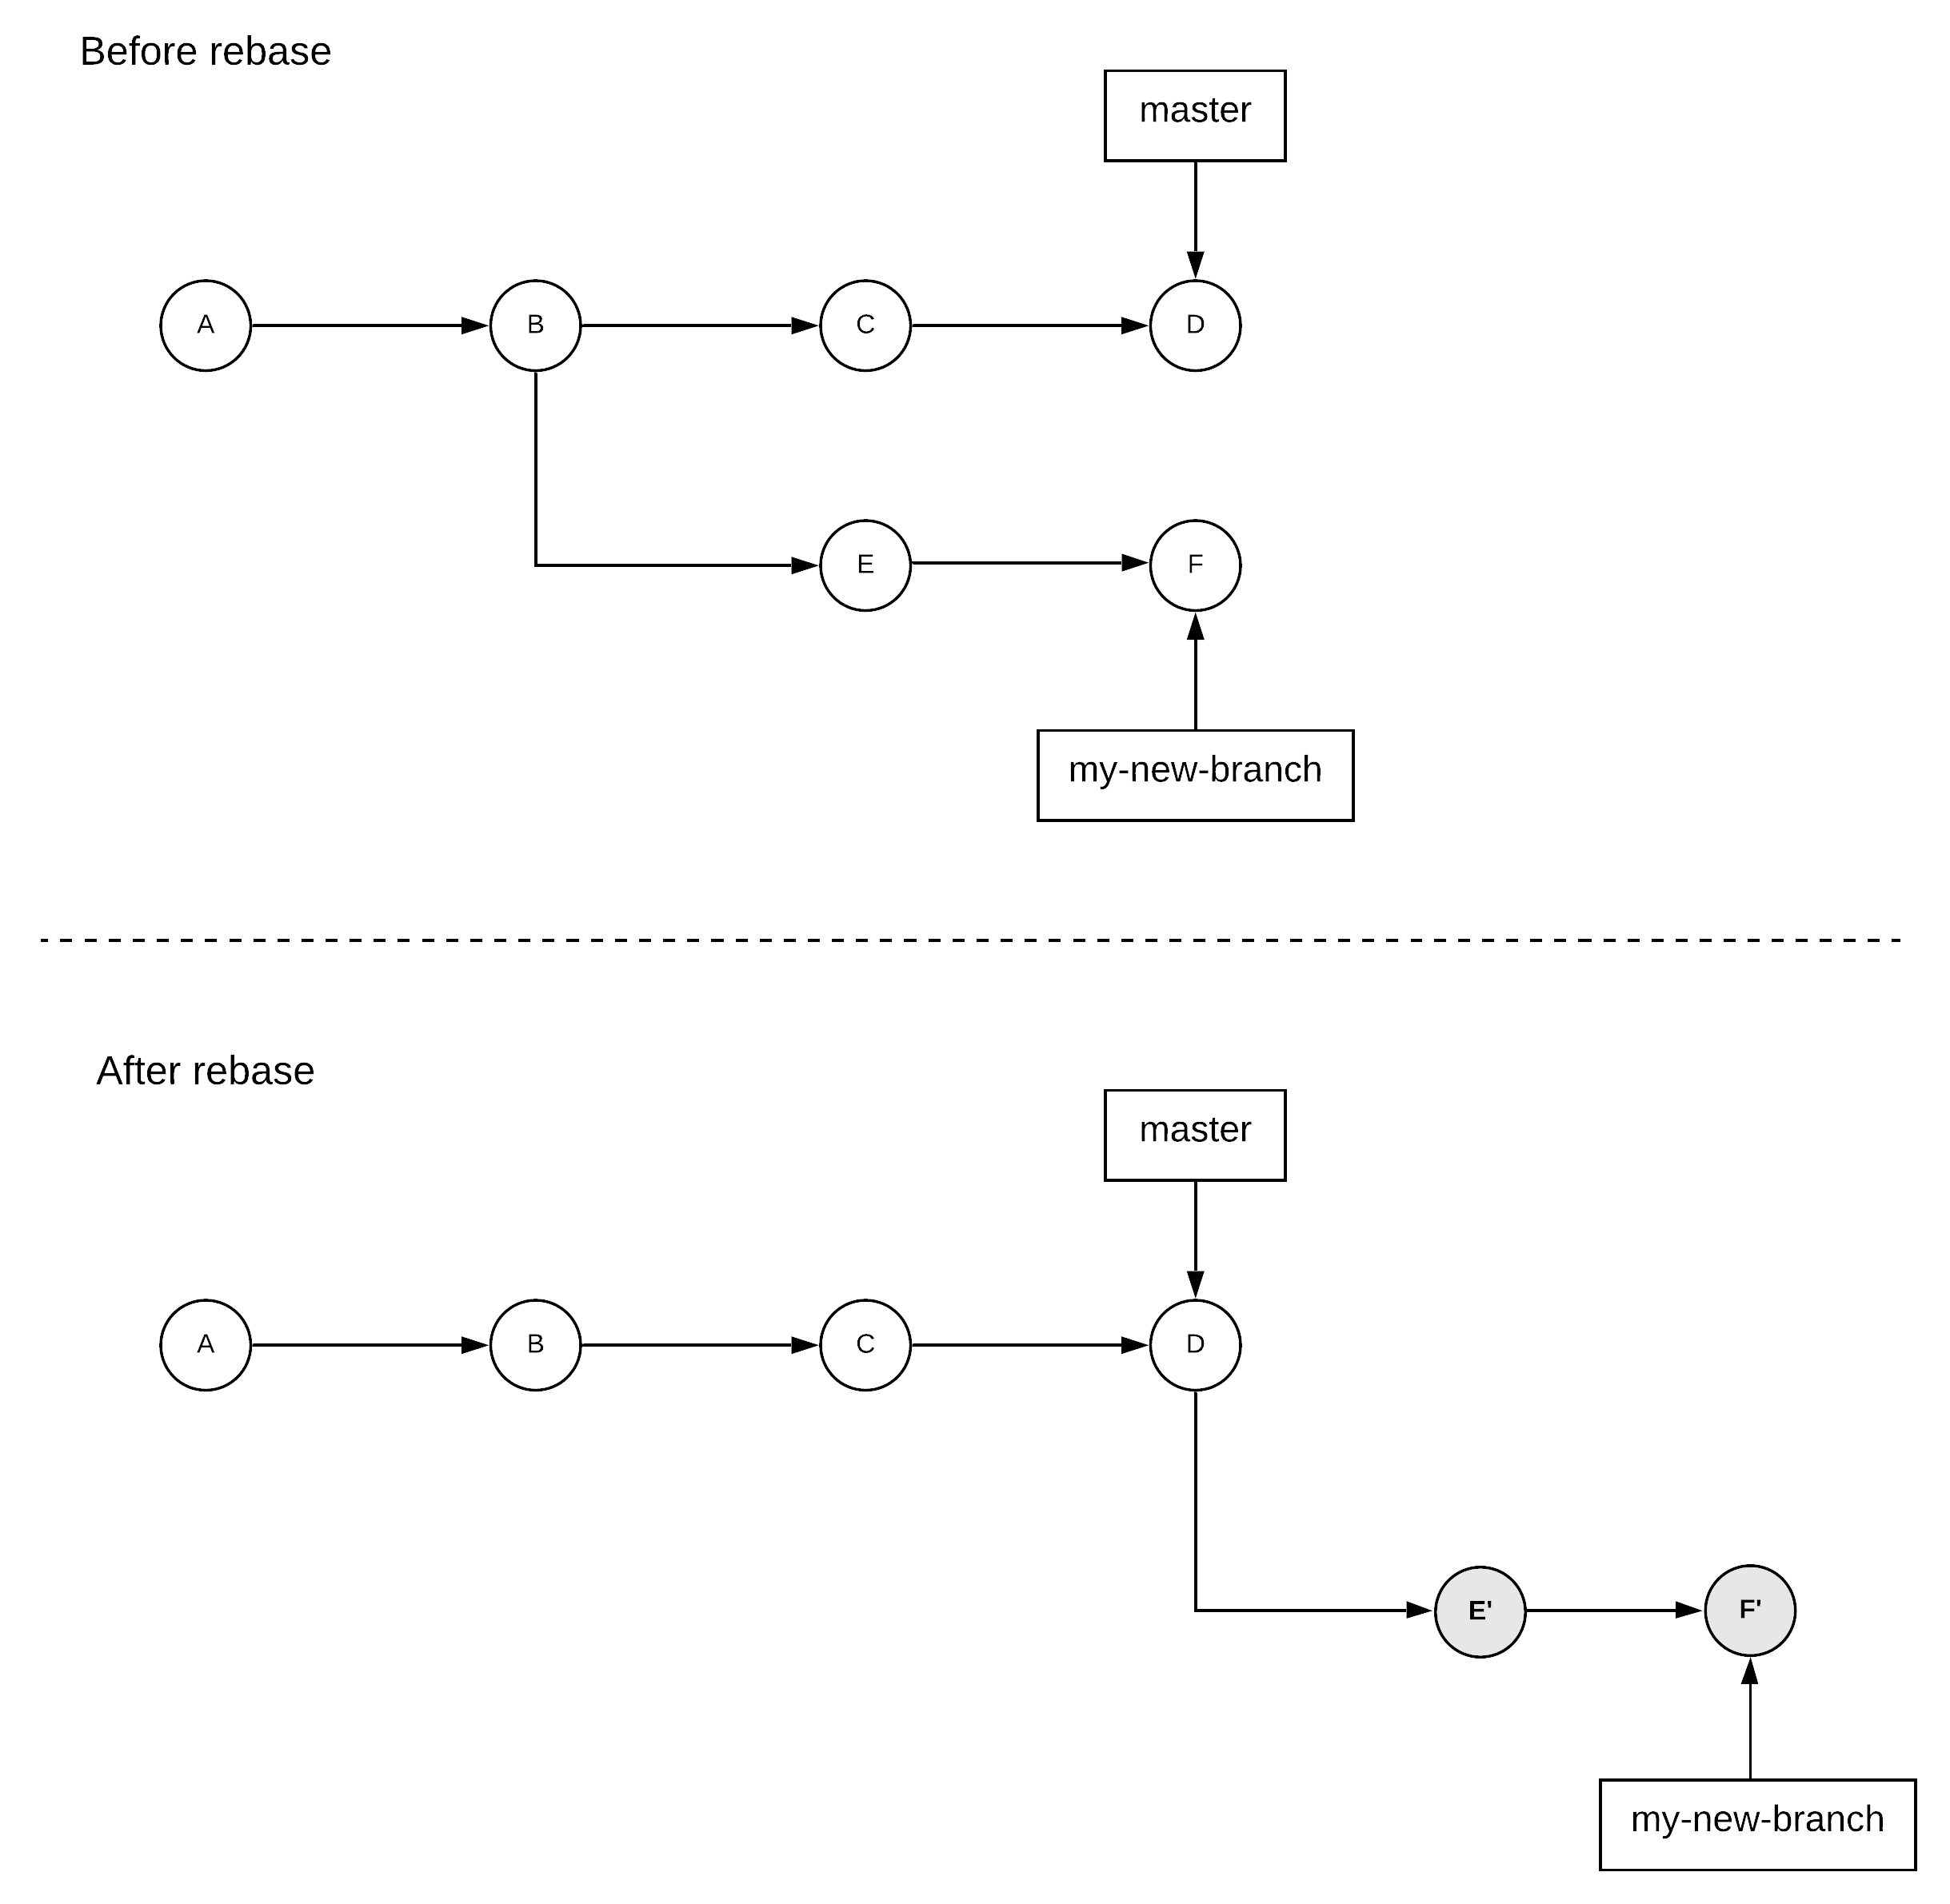 Before rebase
master
A
B
C
D
E
F
my-new-branch
After rebase
master
A
B
C
D
E'
F'
my-new-branch